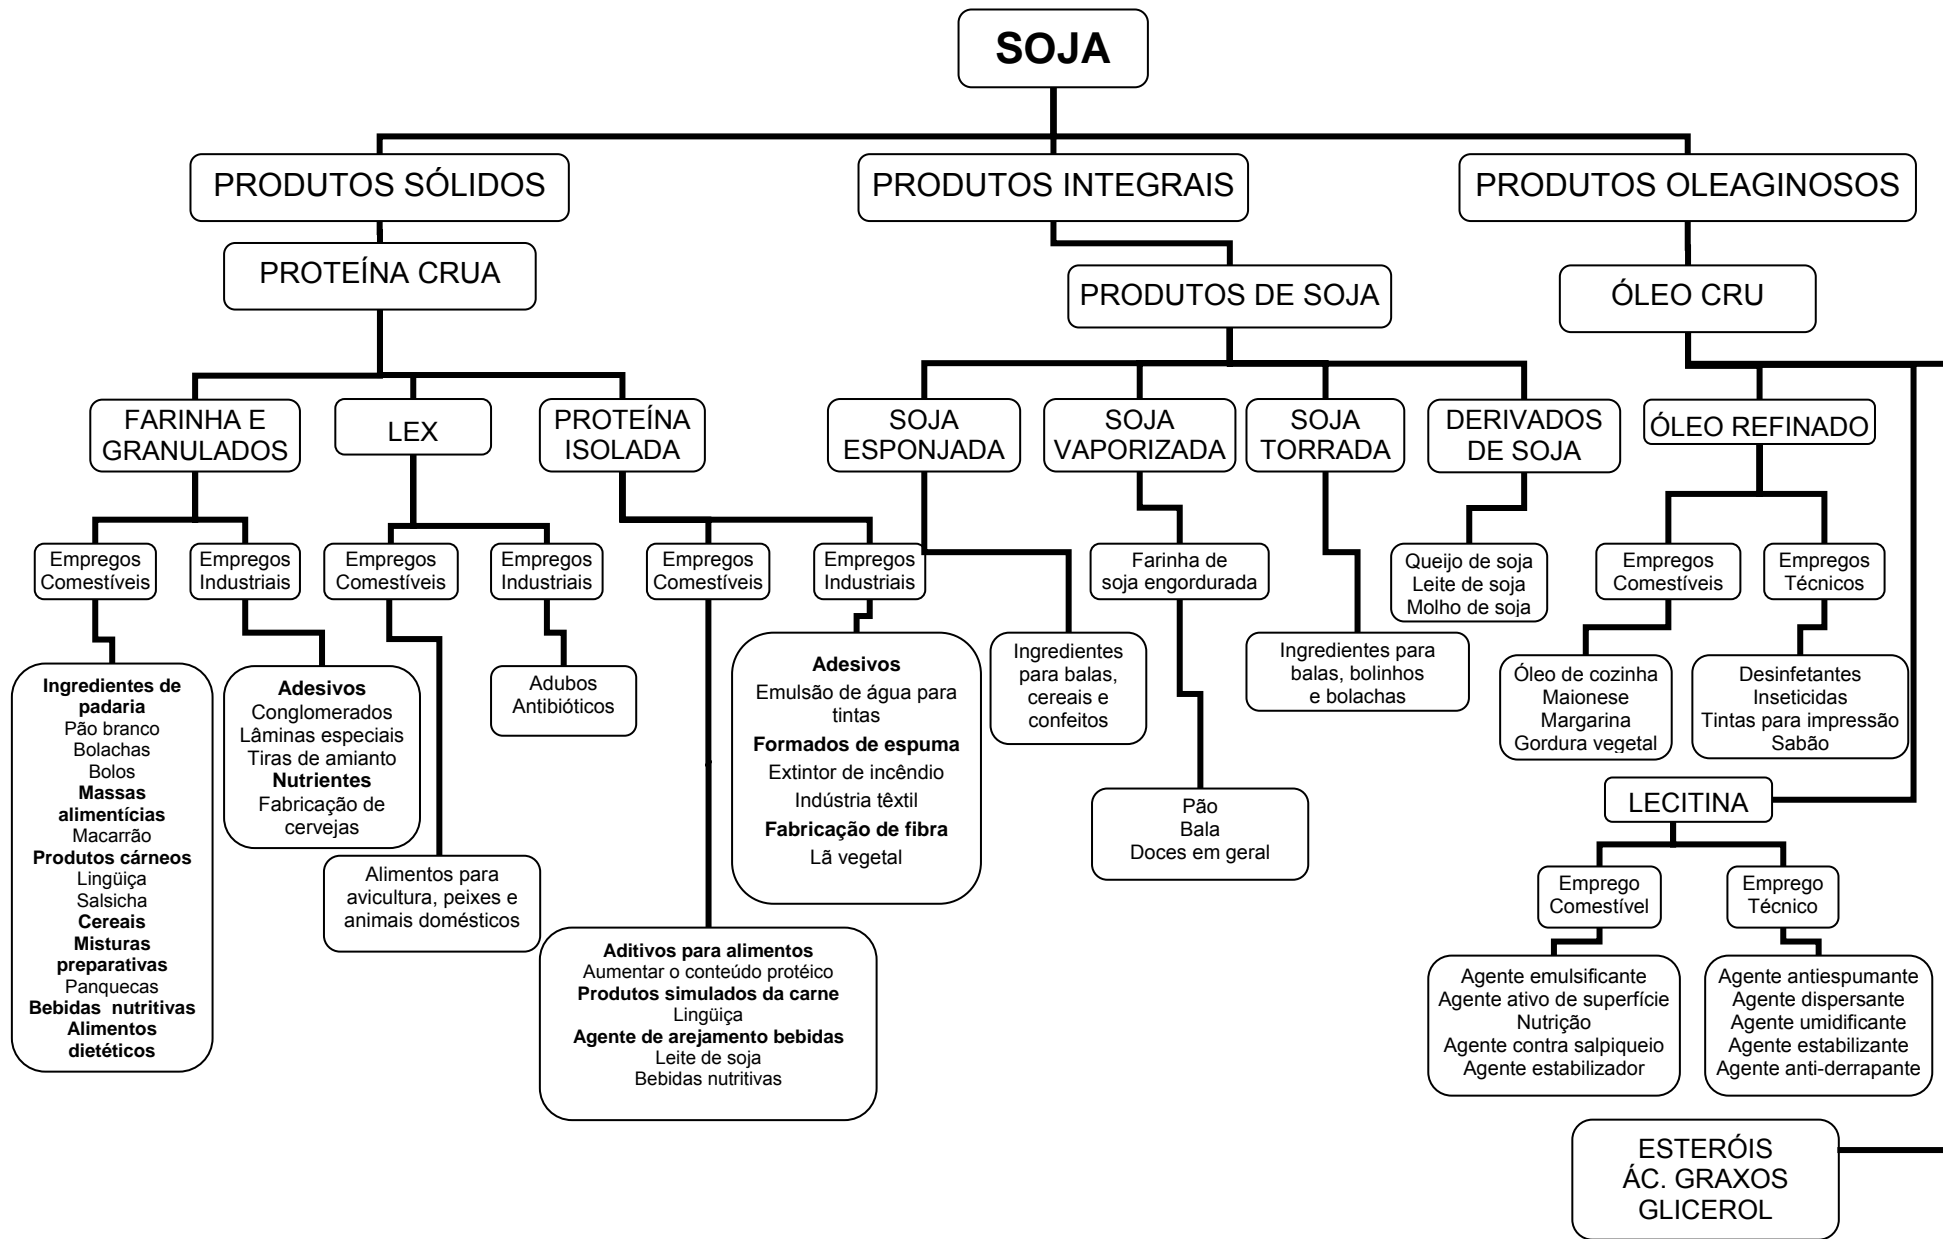 SOJA
PRODUTOS SÓLIDOS
PRODUTOS INTEGRAIS
PRODUTOS OLEAGINOSOS
PROTEÍNA CRUA
PRODUTOS DE SOJA
ÓLEO CRU
FARINHA E
GRANULADOS
LEX
PROTEÍNA
ISOLADA
SOJA
ESPONJADA
SOJA
VAPORIZADA
SOJA
TORRADA
DERIVADOS
DE SOJA
ÓLEO REFINADO
Empregos
Comestíveis
Empregos
Industriais
Empregos
Comestíveis
Empregos
Industriais
Empregos
Comestíveis
Empregos
Industriais
Farinha de
soja engordurada
Queijo de soja
Leite de soja
Molho de soja
Empregos
Comestíveis
Empregos
Técnicos
Ingredientes de
padaria
Pão branco
Bolachas
Bolos
Massas
alimentícias
Macarrão
Produtos cárneos
Lingüiça
Salsicha
Cereais
Misturas
preparativas
Panquecas
Bebidas nutritivas
Alimentos
dietéticos
Adesivos
Conglomerados
Lâminas especiais
Tiras de amianto
Nutrientes
Fabricação de
cervejas
Alimentos para
avicultura, peixes e
animais domésticos
Adubos
Antibióticos
Aditivos para alimentos
Aumentar o conteúdo protéico
Produtos simulados da carne
Lingüiça
Agente de arejamento bebidas
Leite de soja
Bebidas nutritivas
Adesivos
Emulsão de água para
tintas
Formados de espuma
Extintor de incêndio
Indústria têxtil
Fabricação de fibra
Lã vegetal
Ingredientes
para balas,
cereais e
confeitos
Pão
Bala
Doces em geral
Ingredientes para
balas, bolinhos
e bolachas
Óleo de cozinha
Maionese
Margarina
Gordura vegetal
Desinfetantes
Inseticidas
Tintas para impressão
Sabão
LECITINA
Emprego
Comestível
Emprego
Técnico
Agente emulsificante
Agente ativo de superfície
Nutrição
Agente contra salpiqueio
Agente estabilizador
Agente antiespumante
Agente dispersante
Agente umidificante
Agente estabilizante
Agente anti-derrapante
ESTERÓIS
ÁC. GRAXOS
GLICEROL